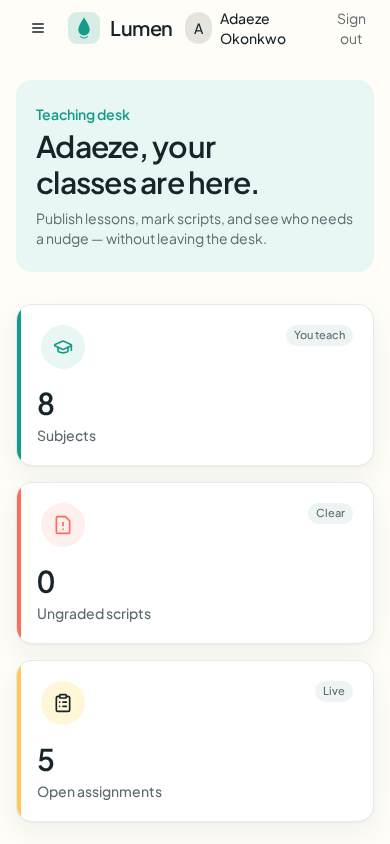 Lumen
A
Adaeze
Okonkwo
Sign
out
Teaching desk
Adaeze, your
classes are here.
Publish lessons, mark scripts, and see who needs
a nudge — without leaving the desk.
You teach
8
Subjects
Clear
0
Ungraded scripts
Live
5
Open assignments